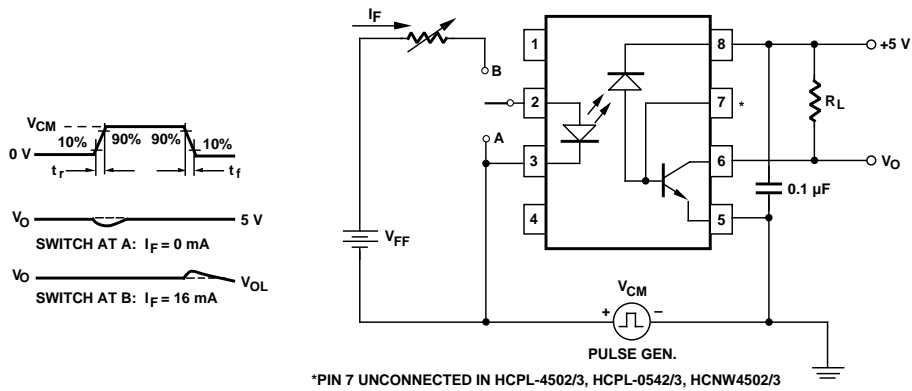 I_F
B
A
V_FF
1
2
3
4
8
7 *
6
5
+5 V
R_L
V_O
0.1 µF
V_CM
+ –
PULSE GEN.
V_CM
10% 90% 90% 10%
0 V
t_r t_f
V_O 5 V
SWITCH AT A: I_F = 0 mA
V_O V_OL
SWITCH AT B: I_F = 16 mA
*PIN 7 UNCONNECTED IN HCPL-4502/3, HCPL-0542/3, HCNW4502/3